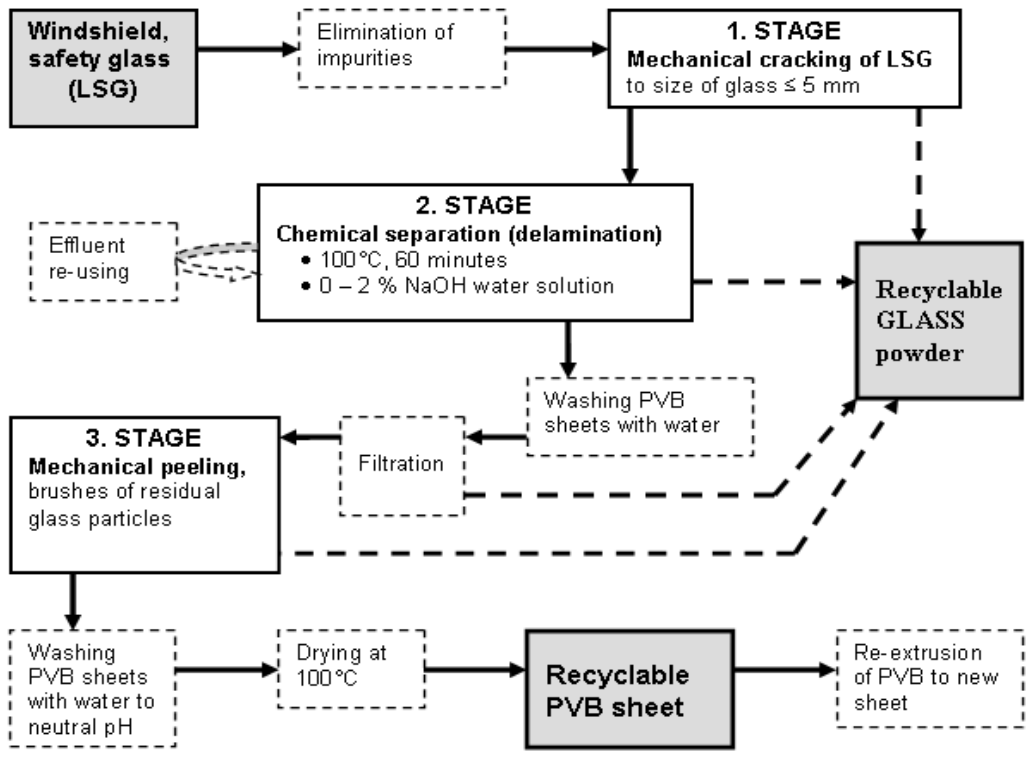 Windshield,
safety glass
(LSG)
Elimination of
impurities
1. STAGE
Mechanical cracking of LSG
to size of glass ≤ 5 mm
2. STAGE
Chemical separation (delamination)
• 100°C, 60 minutes
• 0 – 2 % NaOH water solution
Effluent
re-using
Recyclable
GLASS
powder
Washing PVB
sheets with water
Filtration
3. STAGE
Mechanical peeling,
brushes of residual
glass particles
Washing
PVB sheets
with water to
neutral pH
Drying at
100°C
Recyclable
PVB sheet
Re-extrusion
of PVB to new
sheet